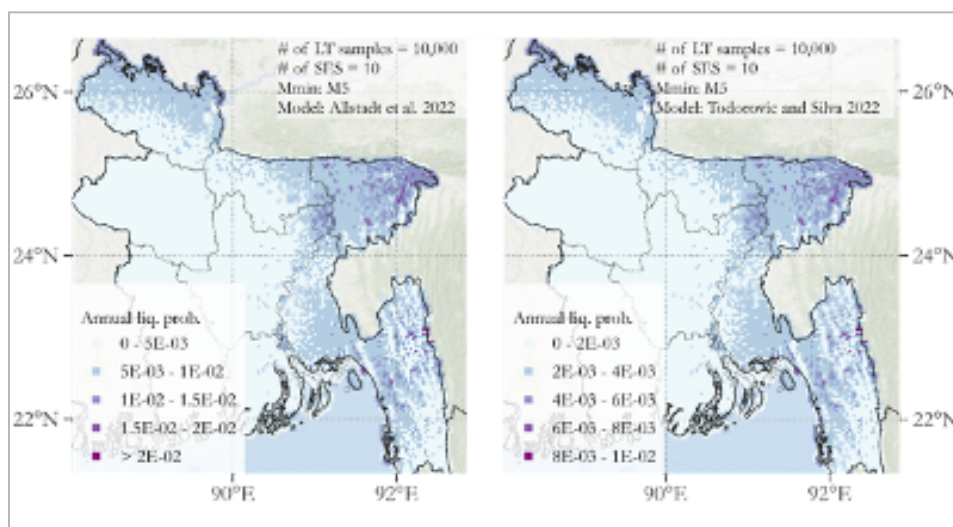 # of LT samples = 10,000
# of SES = 10
Mmin: M5
Model: Allstadt et al. 2022
26°N
24°N
22°N
Annual liq. prob.
0 - 5E-03
5E-03 - 1E-02
1E-02 - 1.5E-02
1.5E-02 - 2E-02
> 2E-02
90°E
92°E
# of LT samples = 10,000
# of SES = 10
Mmin: M5
Model: Todorovic and Silva 2022
26°N
24°N
22°N
Annual liq. prob.
0 - 2E-03
2E-03 - 4E-03
4E-03 - 6E-03
6E-03 - 8E-03
8E-03 - 1E-02
90°E
92°E